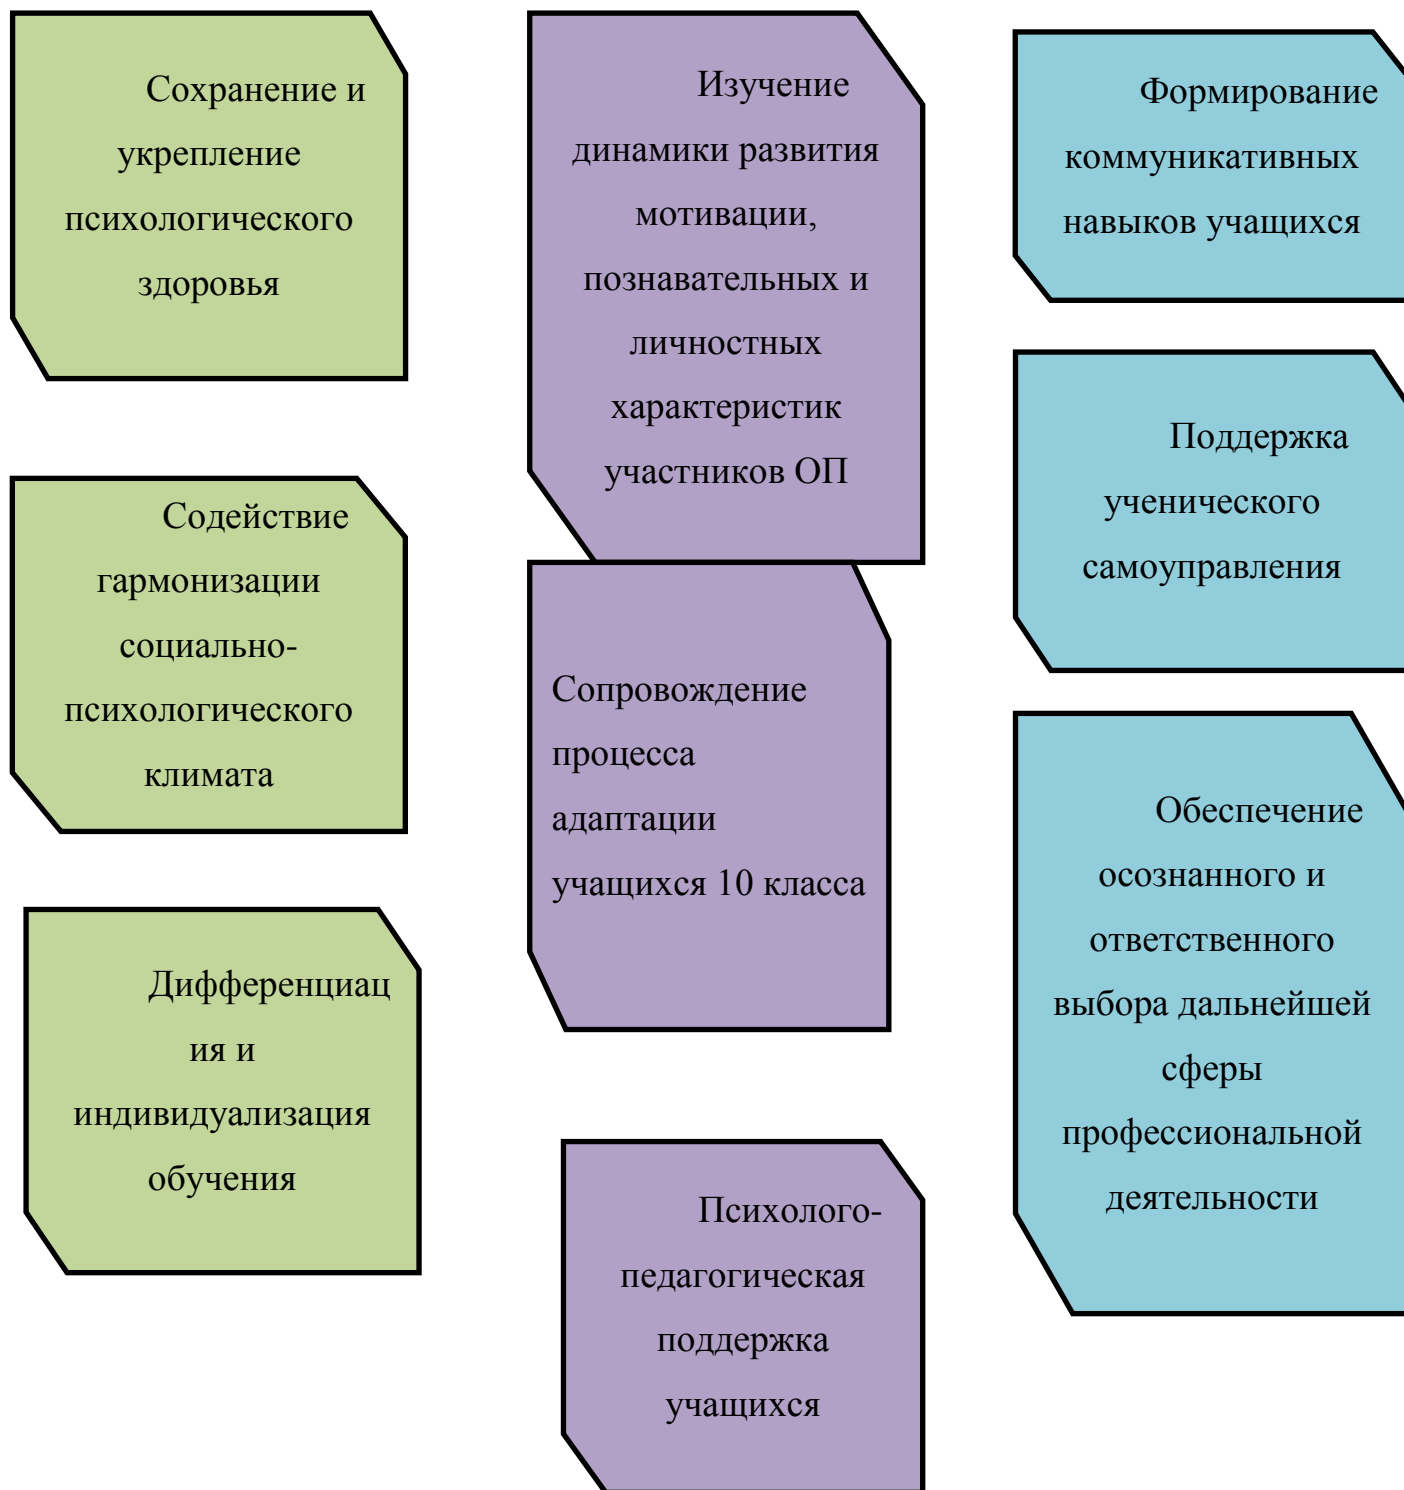 Сохранение и
укрепление
психологического
здоровья
Содействие
гармонизации
социально-
психологического
климата
Дифференциац
ия и
индивидуализация
обучения
Изучение
динамики развития
мотивации,
познавательных и
личностных
характеристик
участников ОП
Сопровождение
процесса
адаптации
учащихся 10 класса
Психолого-
педагогическая
поддержка
учащихся
Формирование
коммуникативных
навыков учащихся
Поддержка
ученического
самоуправления
Обеспечение
осознанного и
ответственного
выбора дальнейшей
сферы
профессиональной
деятельности